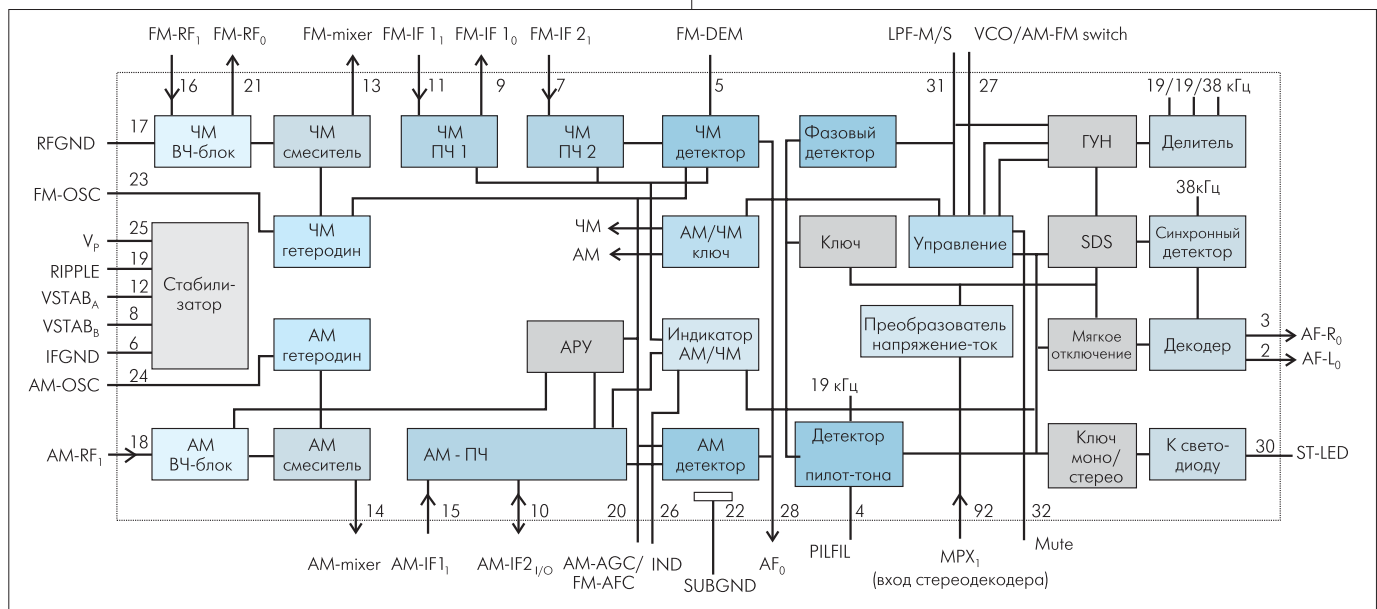 FM-RF₁ FM-RF₀ FM-mixer FM-IF 1₁ FM-IF 1₀ FM-IF 2₁ FM-DEM LPF-M/S VCO/AM-FM switch
16 21 13 11 9 7 5 31 27 19/19/38 кГц
17
RFGND
ЧМ
ВЧ-блок
ЧМ
смеситель
ЧМ
ПЧ 1
ЧМ
ПЧ 2
ЧМ
детектор
Фазовый
детектор
ГУН
Делитель
23
FM-OSC
38кГц
25
V_P
19
RIPPLE
12
VSTAB_A
8
VSTAB_B
6
IFGND
24
AM-OSC
Стабили-
затор
ЧМ
гетеродин
ЧМ
АМ
АМ/ЧМ
ключ
Ключ
Управление
SDS
Синхронный
детектор
АМ
гетеродин
АРУ
Индикатор
АМ/ЧМ
Преобразователь
напряжение-ток
Мягкое
отключение
Декодер
3
AF-R₀
2
AF-L₀
19 кГц
18
AM-RF₁
АМ
ВЧ-блок
АМ
смеситель
АМ - ПЧ
АМ
детектор
Детектор
пилот-тона
Ключ
моно/
стерео
К свето-
диоду
30
ST-LED
14 15 10 20 26 22 28 4 92 32
AM-mixer AM-IF1₁ AM-IF2_I/O AM-AGC/
FM-AFC
IND
SUBGND
AF₀
PILFIL
MPX₁
(вход стереодекодера)
Mute